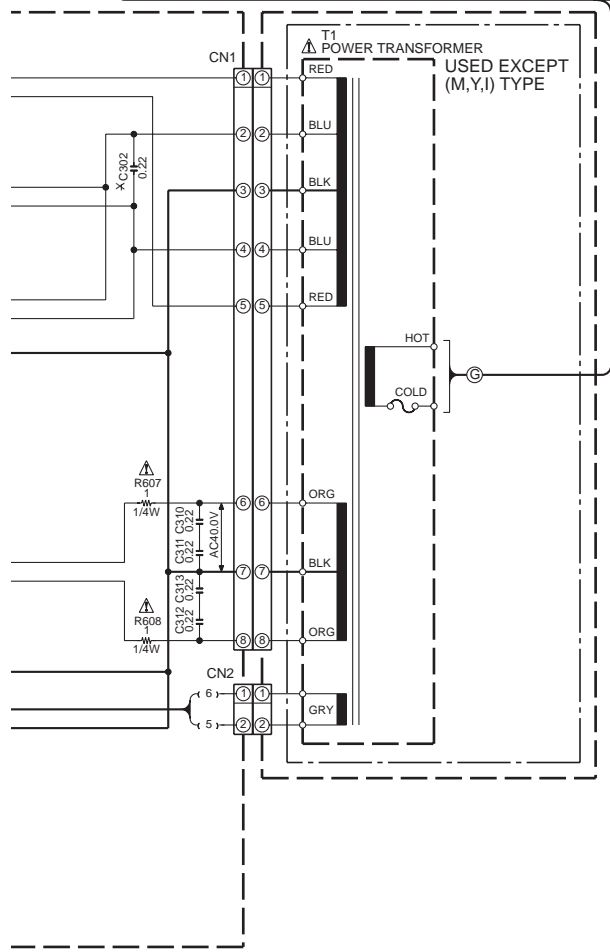 T1
⚠ POWER TRANSFORMER
USED EXCEPT
(M,Y,I) TYPE
CN1
1 1 RED
2 2 BLU
C302
0.22
3 3 BLK
4 4 BLU
5 5 RED
HOT
G
COLD
⚠
R607
1
1/4W
6 6 ORG
C310
0.22
C311
0.22
AC40.0V
7 7 BLK
C313
0.22
C312
0.22
⚠
R608
1
1/4W
8 8 ORG
CN2
6 1 1
GRY
5 2 2